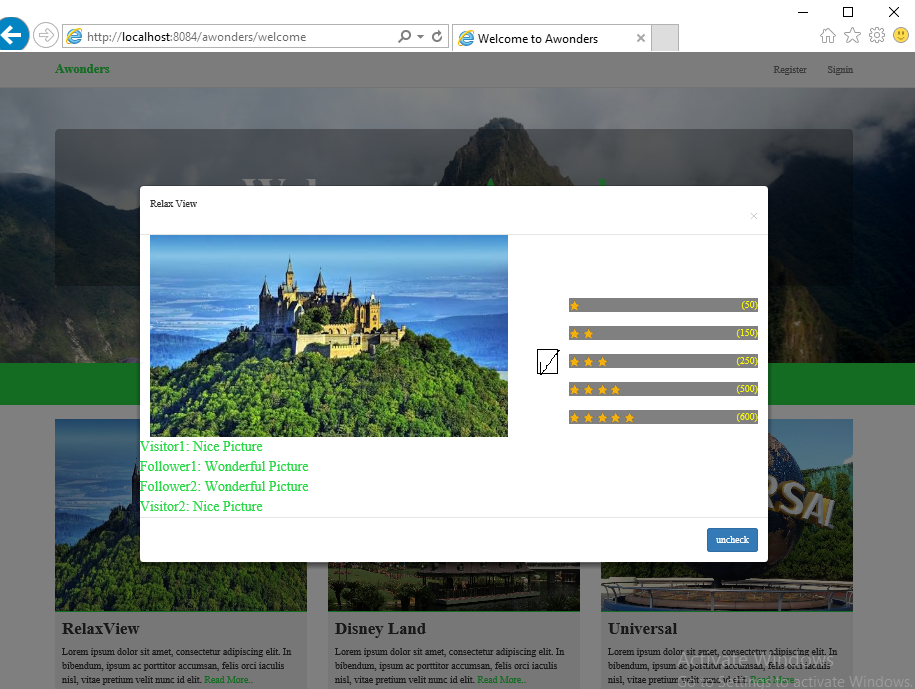 http://localhost:8084/awonders/welcome
Welcome to Awonders
Awonders
Register
Signin
Relax View
×
(50)
(150)
(250)
(500)
(600)
Visitor1: Nice Picture
Follower1: Wonderful Picture
Follower2: Wonderful Picture
Visitor2: Nice Picture
uncheck
RelaxView
Lorem ipsum dolor sit amet, consectetur adipiscing elit. In
bibendum, ipsum ac porttitor accumsan, felis orci iaculis
nisl, vitae pretium velit nunc id elit. Read More..
Disney Land
Lorem ipsum dolor sit amet, consectetur adipiscing elit. In
bibendum, ipsum ac porttitor accumsan, felis orci iaculis
nisl, vitae pretium velit nunc id elit. Read More..
Universal
Lorem ipsum dolor sit amet, consectetur adipiscing elit. In
bibendum, ipsum ac porttitor accumsan, felis orci iaculis
nisl, vitae pretium velit nunc id elit.
Activate Windows
Go to Settings to activate Windows.